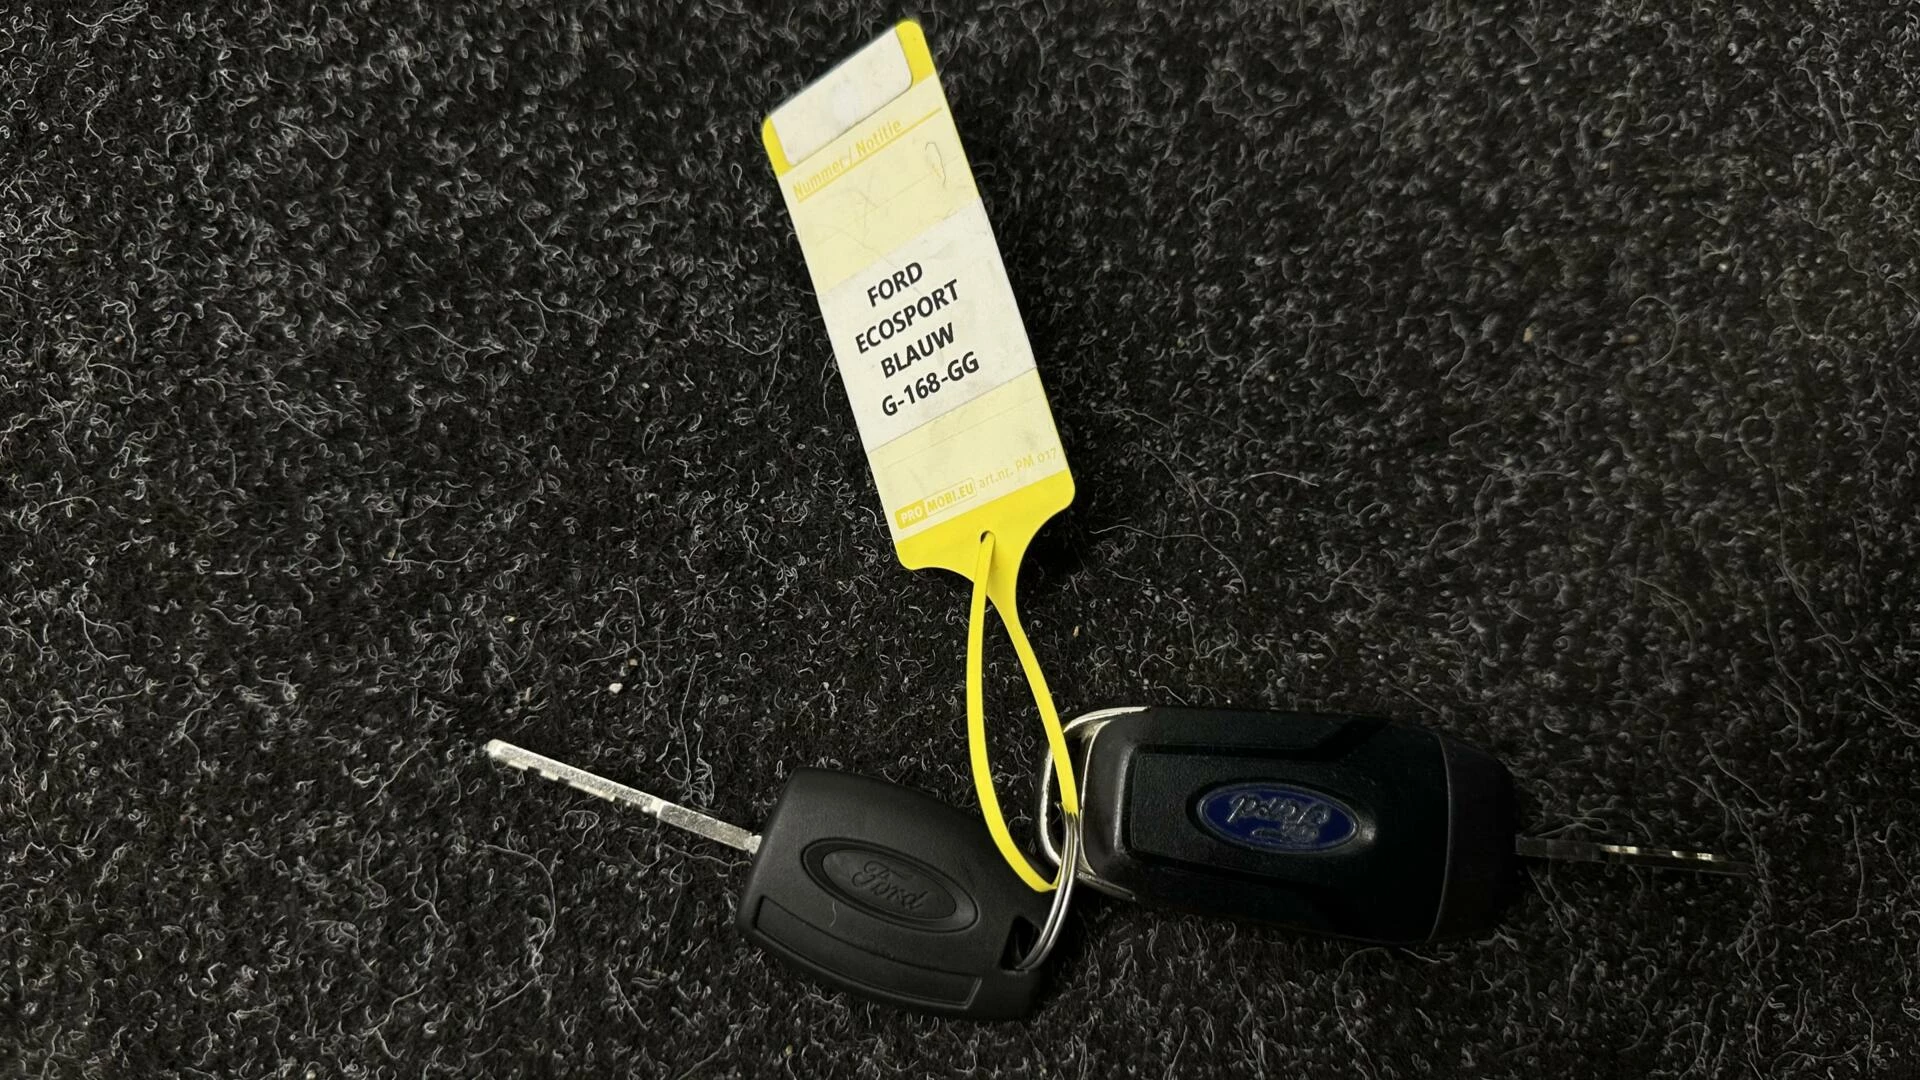 Nummer / Notitie
FORD
ECOSPORT
BLAUW
G-168-GG
PRO MOBI.EU art.nr. PM 017
Ford
Ford